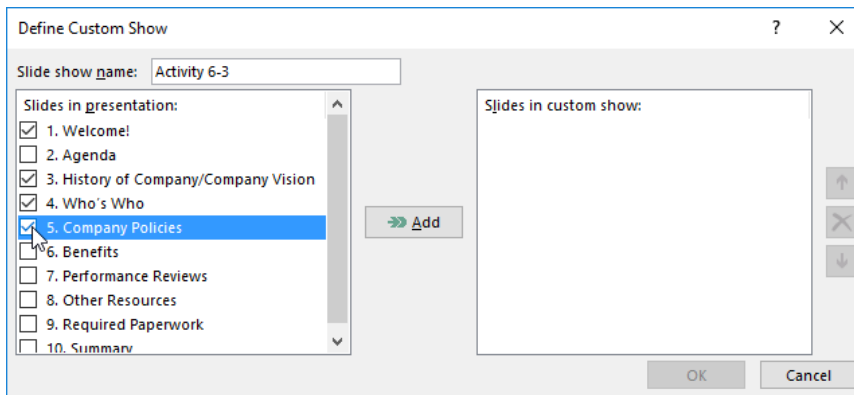 Define Custom Show
Slide show name: Activity 6-3
Slides in presentation:
1. Welcome!
2. Agenda
3. History of Company/Company Vision
4. Who's Who
5. Company Policies
6. Benefits
7. Performance Reviews
8. Other Resources
9. Required Paperwork
10. Summary
Add
Slides in custom show:
OK Cancel